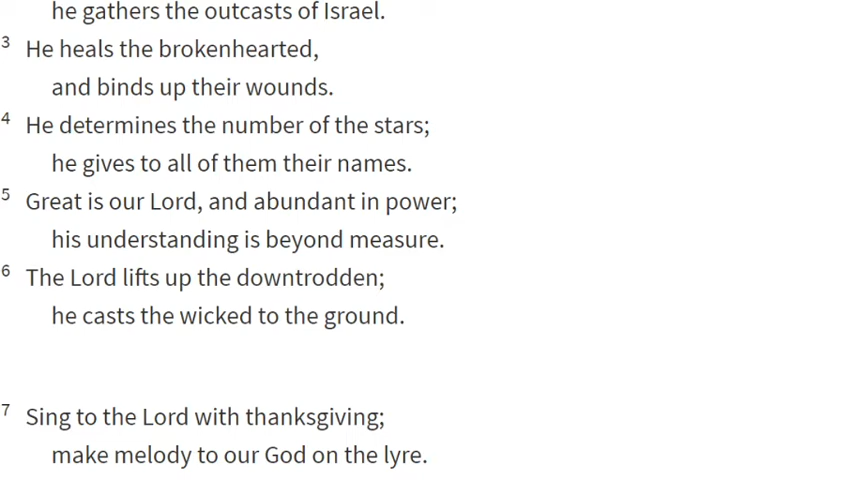 he gathers the outcasts of Israel.
3 He heals the brokenhearted,
and binds up their wounds.
4 He determines the number of the stars;
he gives to all of them their names.
5 Great is our Lord, and abundant in power;
his understanding is beyond measure.
6 The Lord lifts up the downtrodden;
he casts the wicked to the ground.
7 Sing to the Lord with thanksgiving;
make melody to our God on the lyre.